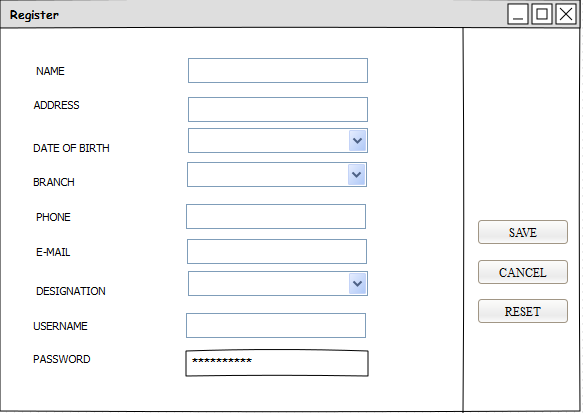 Register
NAME
ADDRESS
DATE OF BIRTH
BRANCH
PHONE
E-MAIL
DESIGNATION
USERNAME
PASSWORD **********
SAVE
CANCEL
RESET